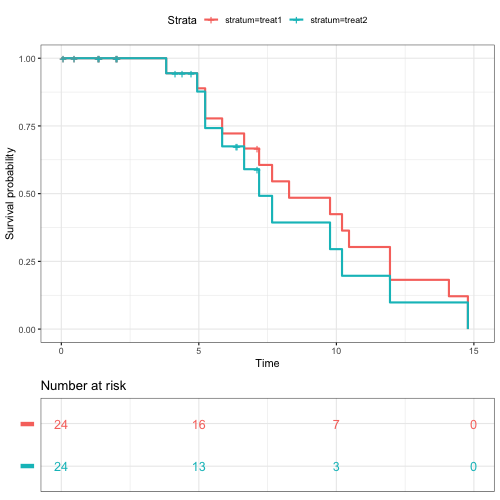 Strata stratum=treat1 stratum=treat2
1.00
0.75
0.50
0.25
0.00
Survival probability
0 5 10 15
Time
Number at risk
24 16 7 0
24 13 3 0